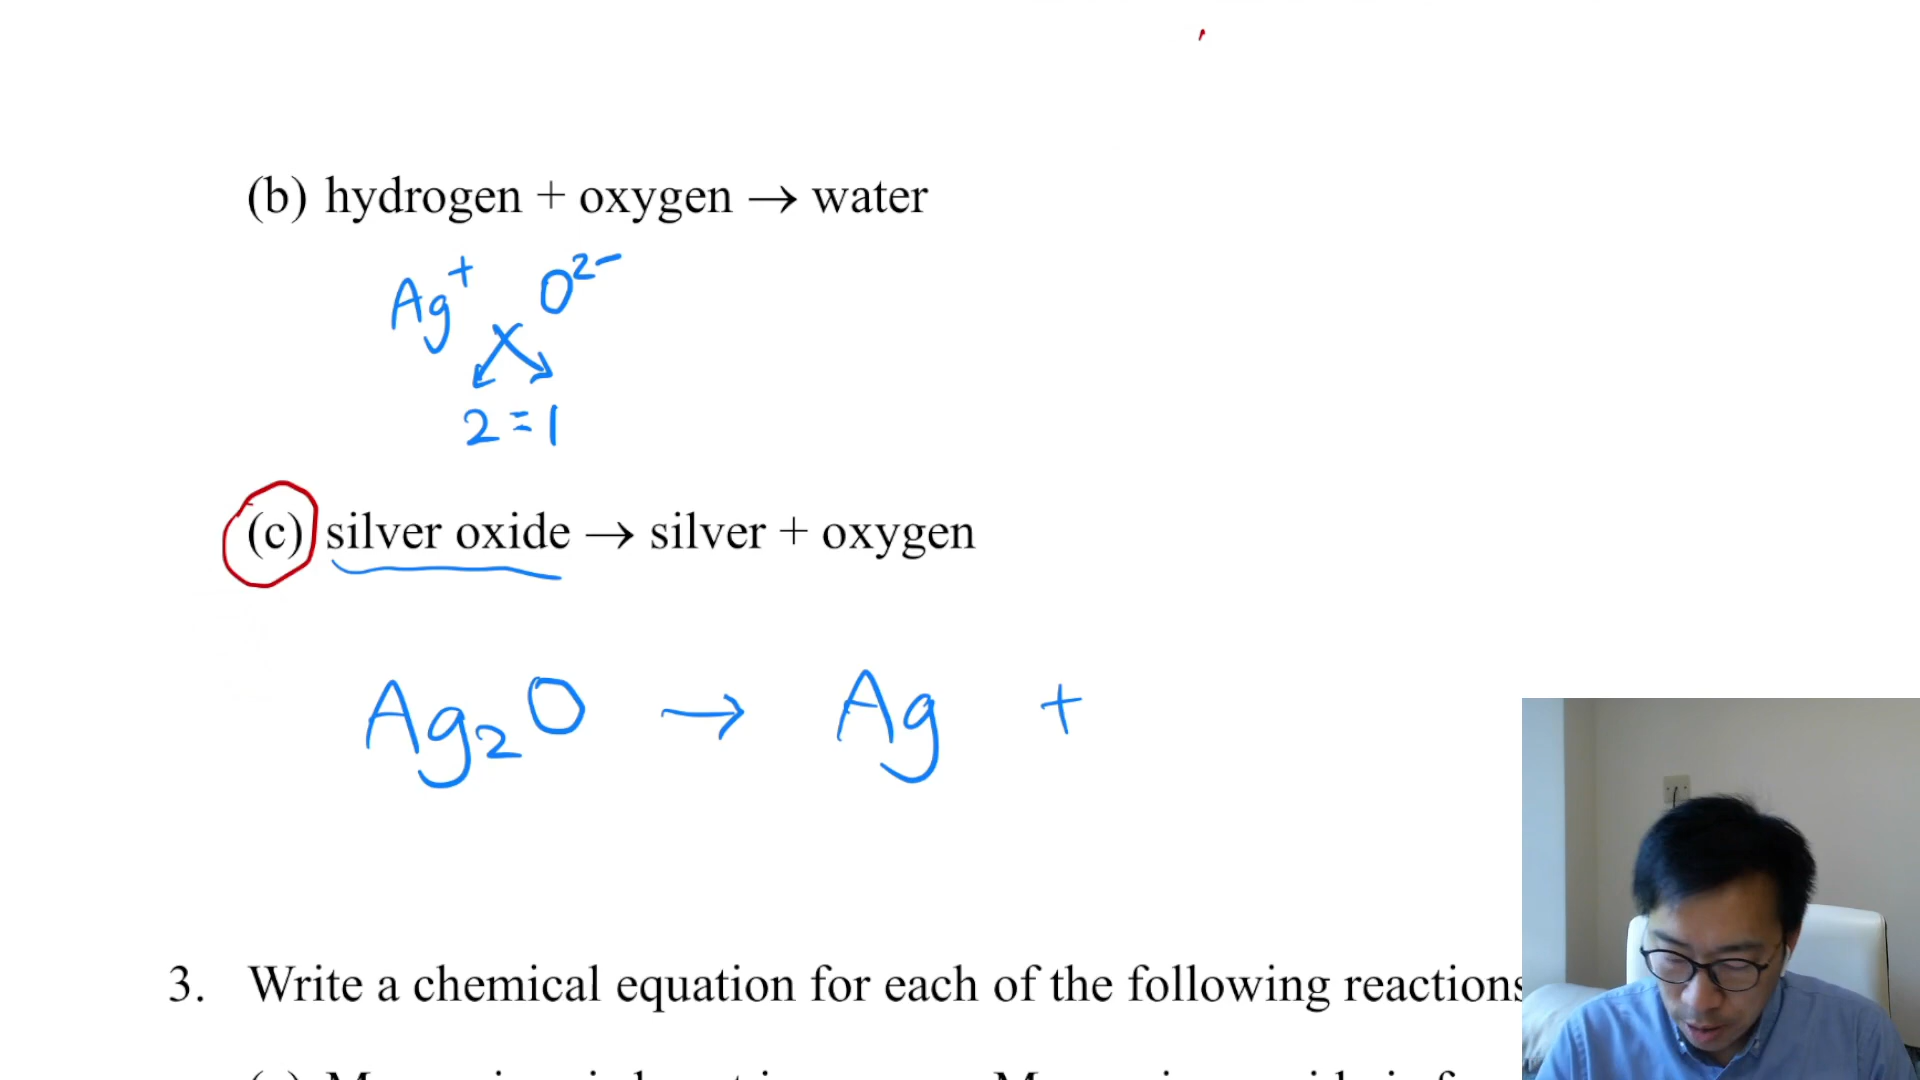 (b) hydrogen + oxygen → water
Ag⁺ O²⁻
2 = 1
(c) silver oxide → silver + oxygen
Ag₂O → Ag +
3. Write a chemical equation for each of the following reactions